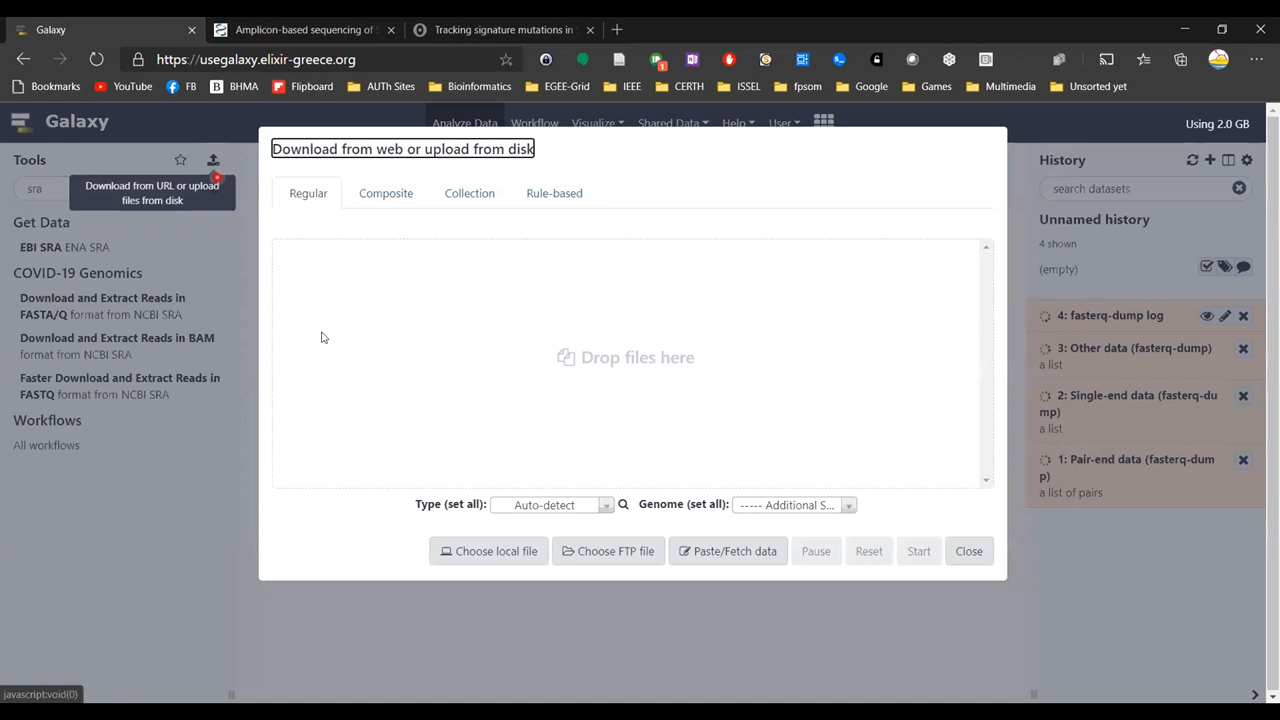 Galaxy
Amplicon-based sequencing of
Tracking signature mutations in
https://usegalaxy.elixir-greece.org
1
Bookmarks
YouTube
FB
BHMA
Flipboard
AUTh Sites
Bioinformatics
EGEE-Grid
IEEE
CERTH
ISSEL
fpsom
Google
Games
Multimedia
Unsorted yet
Galaxy
Analyze Data
Workflow
Visualize
Shared Data
Help
User
Using 2.0 GB
Tools
sra
Download from URL or upload
files from disk
Get Data
EBI SRA ENA SRA
COVID-19 Genomics
Download and Extract Reads in
FASTA/Q format from NCBI SRA
Download and Extract Reads in BAM
format from NCBI SRA
Faster Download and Extract Reads in
FASTQ format from NCBI SRA
Workflows
All workflows
Download from web or upload from disk
Regular
Composite
Collection
Rule-based
Drop files here
Type (set all):
Auto-detect
Genome (set all):
----- Additional S...
Choose local file
Choose FTP file
Paste/Fetch data
Pause
Reset
Start
Close
History
search datasets
Unnamed history
4 shown
(empty)
4: fasterq-dump log
3: Other data (fasterq-dump)
a list
2: Single-end data (fasterq-du
mp)
a list
1: Pair-end data (fasterq-dum
p)
a list of pairs
javascript:void(0)